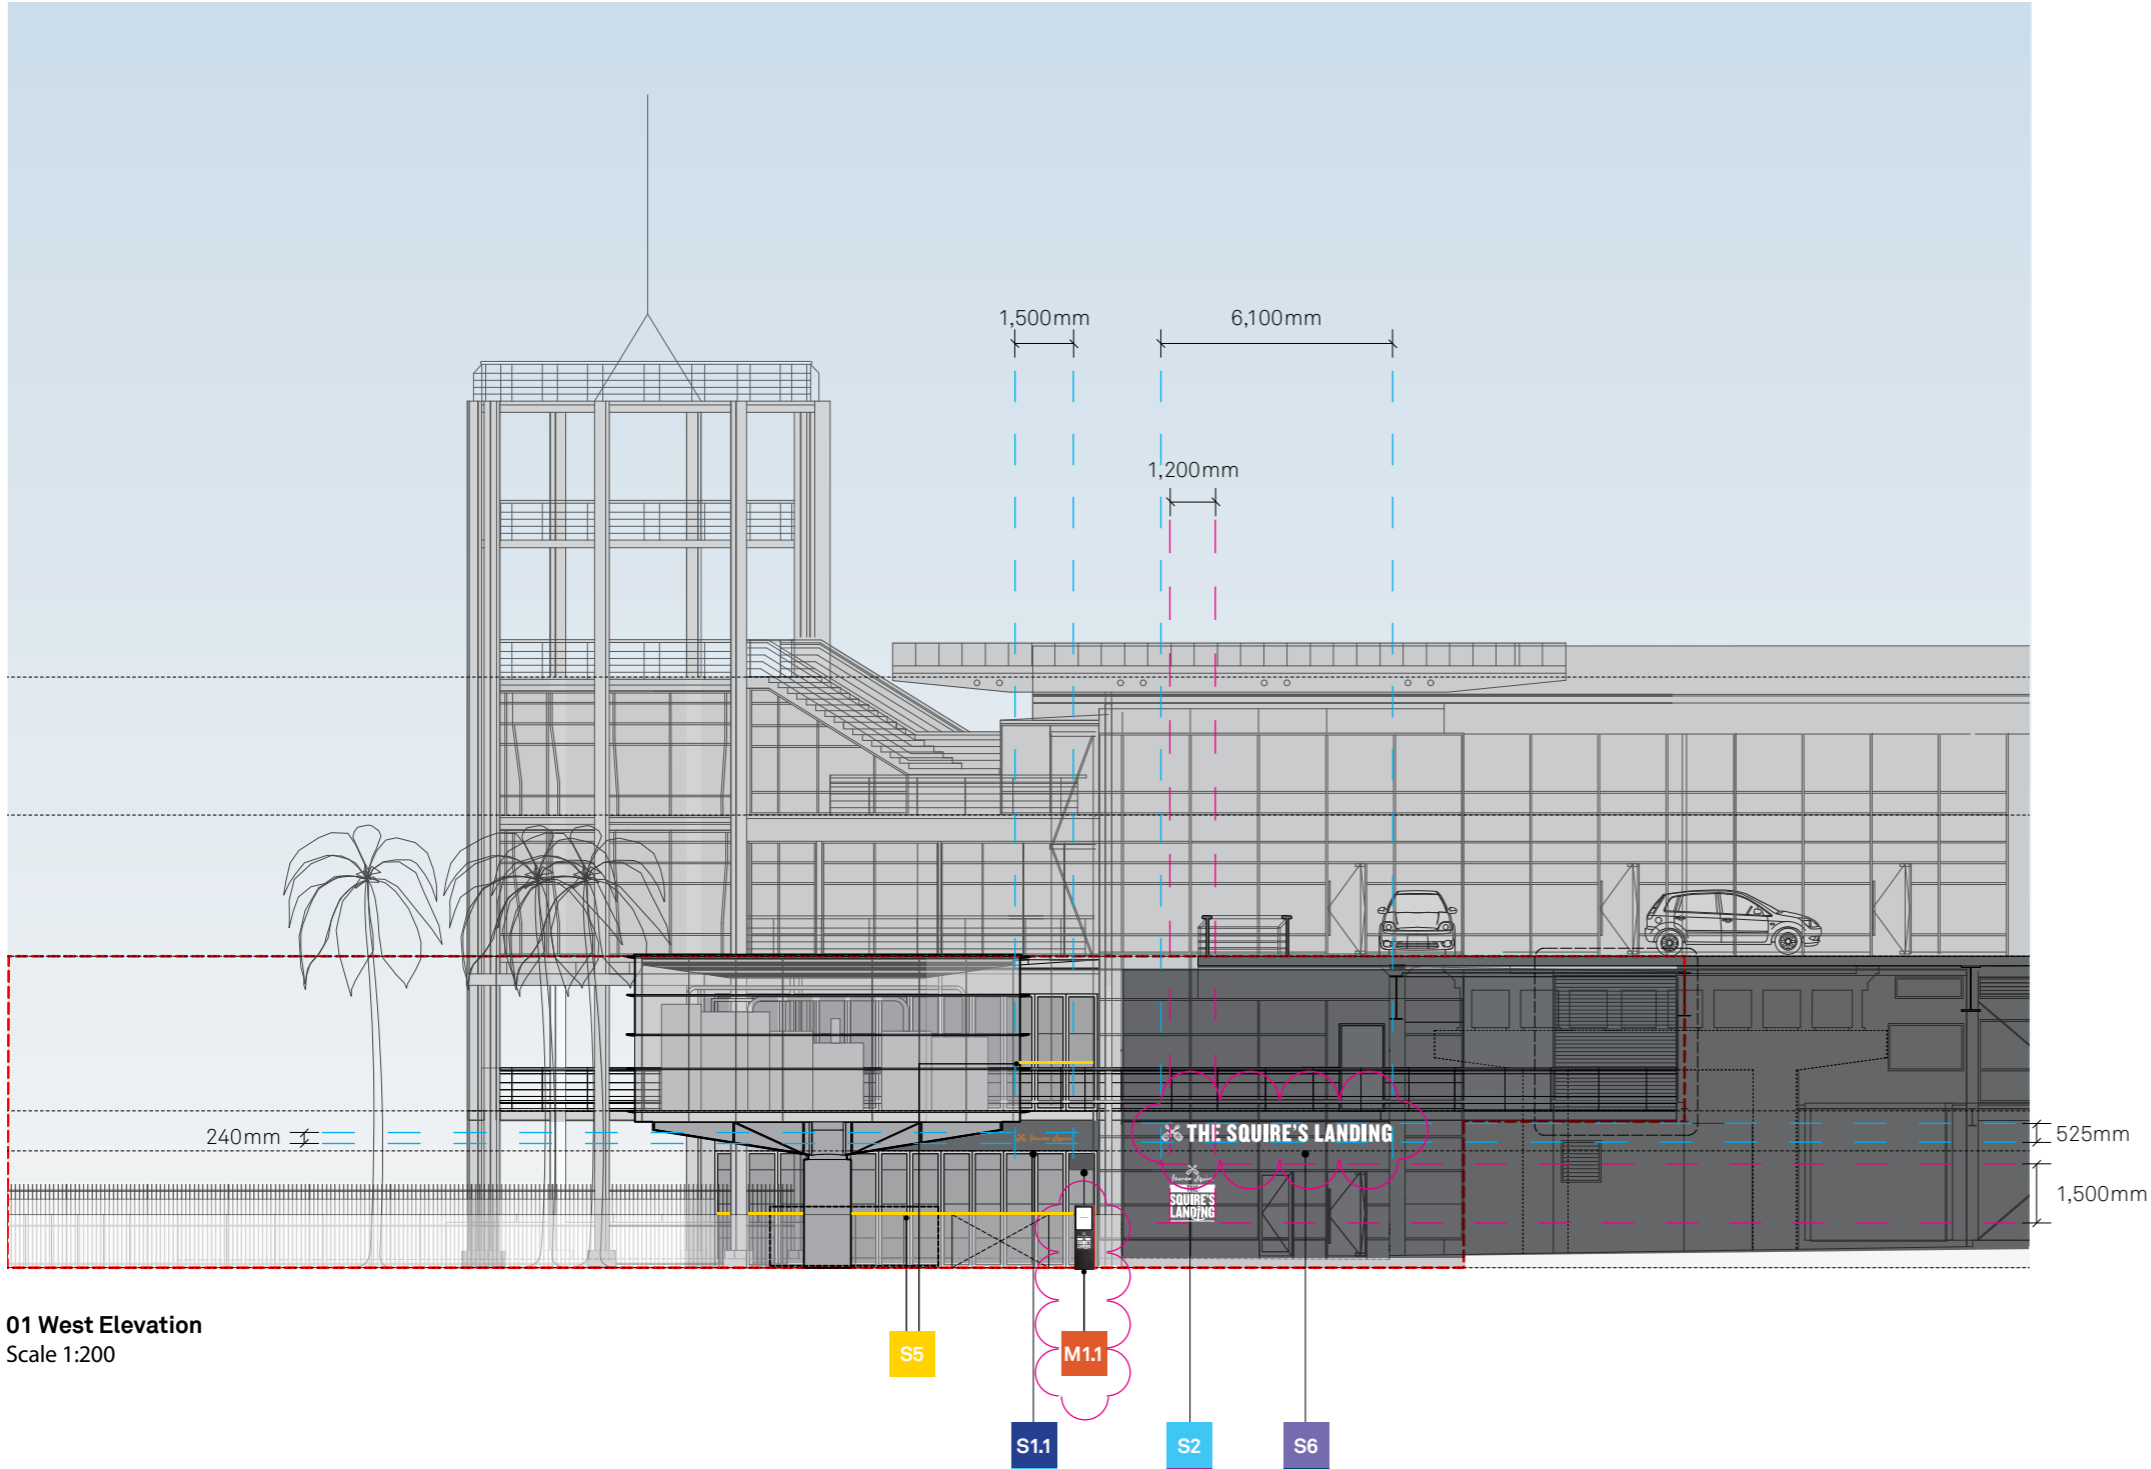 1,500mm
6,100mm
1,200mm
240mm
THE SQUIRE'S LANDING
525mm
THE
SQUIRE'S
LANDING
1,500mm
01 West Elevation
Scale 1:200
S5
M1.1
S1.1
S2
S6